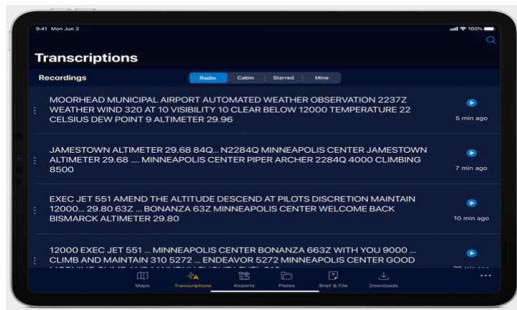 9:41 Mon Jun 3
100%
Transcriptions
Recordings
Radio Cabin Starred Mine
MOORHEAD MUNICIPAL AIRPORT AUTOMATED WEATHER OBSERVATION 2237Z
WEATHER WIND 320 AT 10 VISIBILITY 10 CLEAR BELOW 12000 TEMPERATURE 22
CELSIUS DEW POINT 9 ALTIMETER 29.96
5 min ago
JAMESTOWN ALTIMETER 29.68 84Q... N2284Q MINNEAPOLIS CENTER JAMESTOWN
ALTIMETER 29.68 .... MINNEAPOLIS CENTER PIPER ARCHER 2284Q 4000 CLIMBING
8500
7 min ago
EXEC JET 551 AMEND THE ALTITUDE DESCEND AT PILOTS DISCRETION MAINTAIN
12000... 29.80 63Z ... BONANZA 63Z MINNEAPOLIS CENTER WELCOME BACK
BISMARCK ALTIMETER 29.80
10 min ago
12000 EXEC JET 551 ... MINNEAPOLIS CENTER BONANZA 663Z WITH YOU 9000 ...
CLIMB AND MAINTAIN 310 5272 ... ENDEAVOR 5272 MINNEAPOLIS CENTER GOOD
Maps Transcriptions Airports Plates Brief & File Downloads